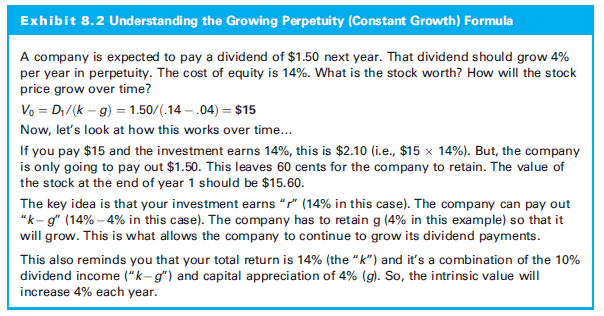 Exhibit 8.2 Understanding the Growing Perpetuity (Constant Growth) Formula
A company is expected to pay a dividend of $1.50 next year. That dividend should grow 4%
per year in perpetuity. The cost of equity is 14%. What is the stock worth? How will the stock
price grow over time?
V₀ = D₁/(k – g) = 1.50/(.14 – .04) = $15
Now, let's look at how this works over time...
If you pay $15 and the investment earns 14%, this is $2.10 (i.e., $15 × 14%). But, the company
is only going to pay out $1.50. This leaves 60 cents for the company to retain. The value of
the stock at the end of year 1 should be $15.60.
The key idea is that your investment earns "r" (14% in this case). The company can pay out
"k–g" (14% – 4% in this case). The company has to retain g (4% in this example) so that it
will grow. This is what allows the company to continue to grow its dividend payments.
This also reminds you that your total return is 14% (the "k") and it's a combination of the 10%
dividend income ("k–g") and capital appreciation of 4% (g). So, the intrinsic value will
increase 4% each year.